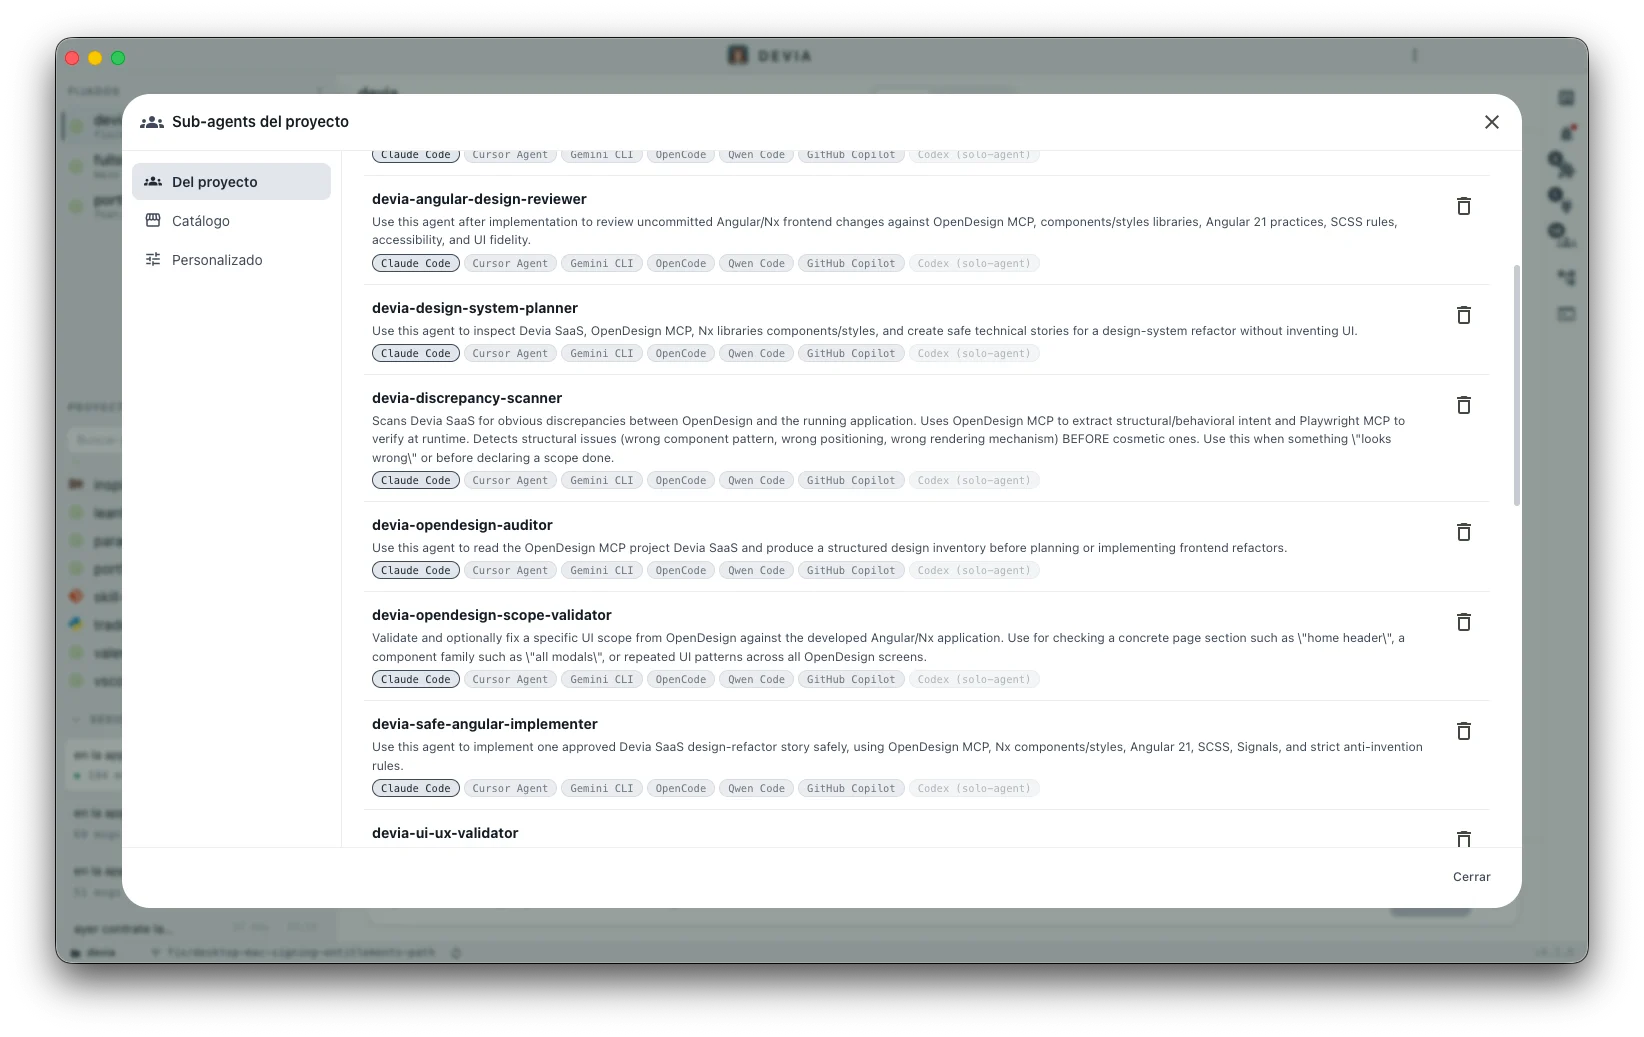 DEVIA
Sub-agents del proyecto
Del proyecto
Catálogo
Personalizado
Claude Code Cursor Agent Gemini CLI OpenCode Qwen Code GitHub Copilot Codex (solo-agent)
devia-angular-design-reviewer
Use this agent after implementation to review uncommitted Angular/Nx frontend changes against OpenDesign MCP, components/styles libraries, Angular 21 practices, SCSS rules,
accessibility, and UI fidelity.
Claude Code Cursor Agent Gemini CLI OpenCode Qwen Code GitHub Copilot Codex (solo-agent)
devia-design-system-planner
Use this agent to inspect Devia SaaS, OpenDesign MCP, Nx libraries components/styles, and create safe technical stories for a design-system refactor without inventing UI.
Claude Code Cursor Agent Gemini CLI OpenCode Qwen Code GitHub Copilot Codex (solo-agent)
devia-discrepancy-scanner
Scans Devia SaaS for obvious discrepancies between OpenDesign and the running application. Uses OpenDesign MCP to extract structural/behavioral intent and Playwright MCP to
verify at runtime. Detects structural issues (wrong component pattern, wrong positioning, wrong rendering mechanism) BEFORE cosmetic ones. Use this when something \"looks
wrong\" or before declaring a scope done.
Claude Code Cursor Agent Gemini CLI OpenCode Qwen Code GitHub Copilot Codex (solo-agent)
devia-opendesign-auditor
Use this agent to read the OpenDesign MCP project Devia SaaS and produce a structured design inventory before planning or implementing frontend refactors.
Claude Code Cursor Agent Gemini CLI OpenCode Qwen Code GitHub Copilot Codex (solo-agent)
devia-opendesign-scope-validator
Validate and optionally fix a specific UI scope from OpenDesign against the developed Angular/Nx application. Use for checking a concrete page section such as \"home header\", a
component family such as \"all modals\", or repeated UI patterns across all OpenDesign screens.
Claude Code Cursor Agent Gemini CLI OpenCode Qwen Code GitHub Copilot Codex (solo-agent)
devia-safe-angular-implementer
Use this agent to implement one approved Devia SaaS design-refactor story safely, using OpenDesign MCP, Nx components/styles, Angular 21, SCSS, Signals, and strict anti-invention
rules.
Claude Code Cursor Agent Gemini CLI OpenCode Qwen Code GitHub Copilot Codex (solo-agent)
devia-ui-ux-validator
Cerrar
ayer contrate la...
devia fix/desktop-mac-signing-entitlements-path